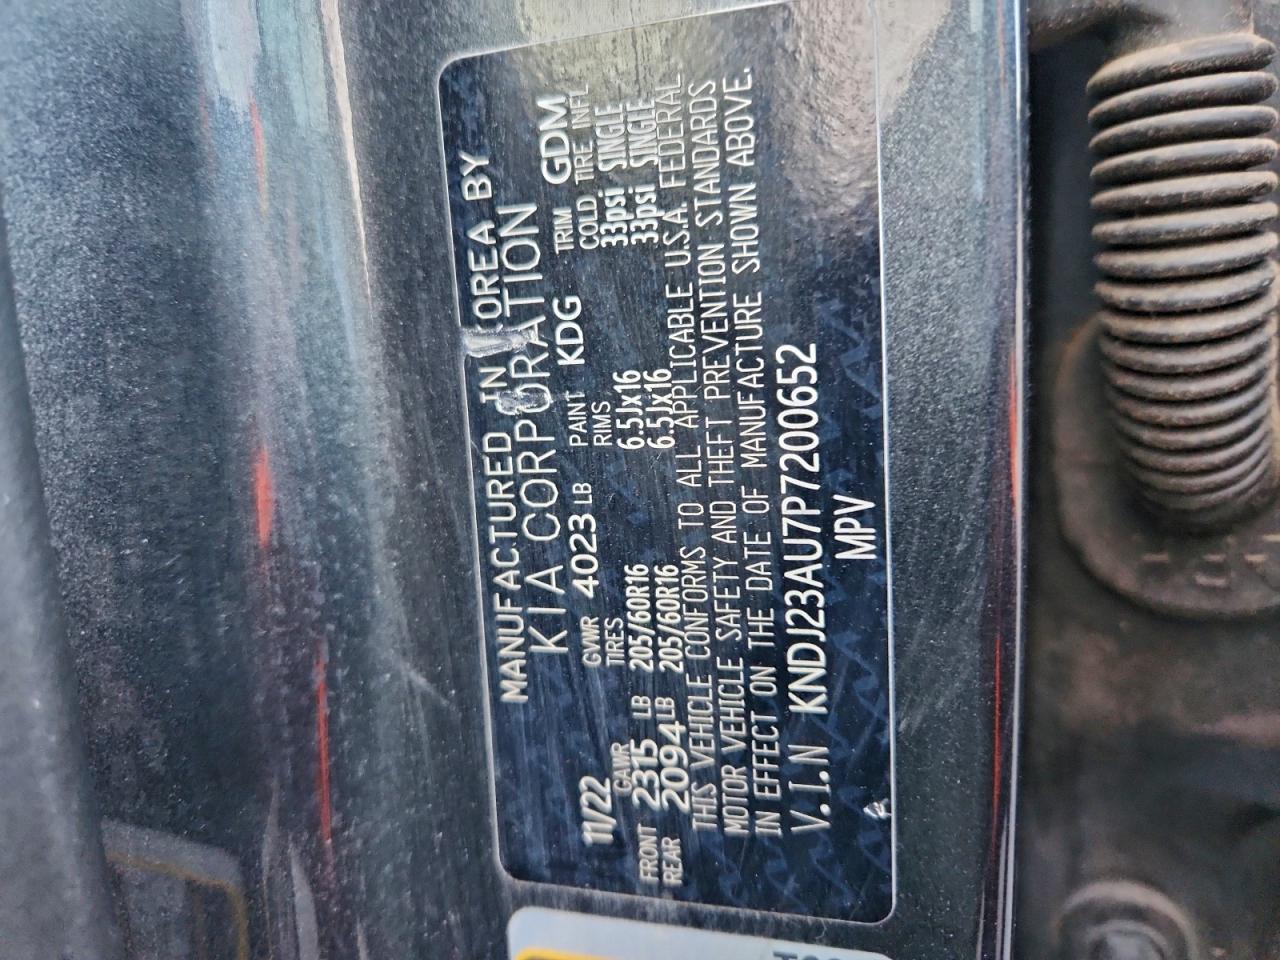 MANUFACTURED IN KOREA BY
KIA CORPORATION
11/22 GVWR 4023 LB PAINT KDG TRIM GDM
GAWR TIRES RIMS COLD TIRE INFL.
FRONT 2315 LB 205/60R16 6.5Jx16 33psi SINGLE
REAR 2094 LB 205/60R16 6.5Jx16 33psi SINGLE
THIS VEHICLE CONFORMS TO ALL APPLICABLE U.S.A. FEDERAL
MOTOR VEHICLE SAFETY AND THEFT PREVENTION STANDARDS
IN EFFECT ON THE DATE OF MANUFACTURE SHOWN ABOVE.
V.I.N KNDJ23AU7P7200652
MPV